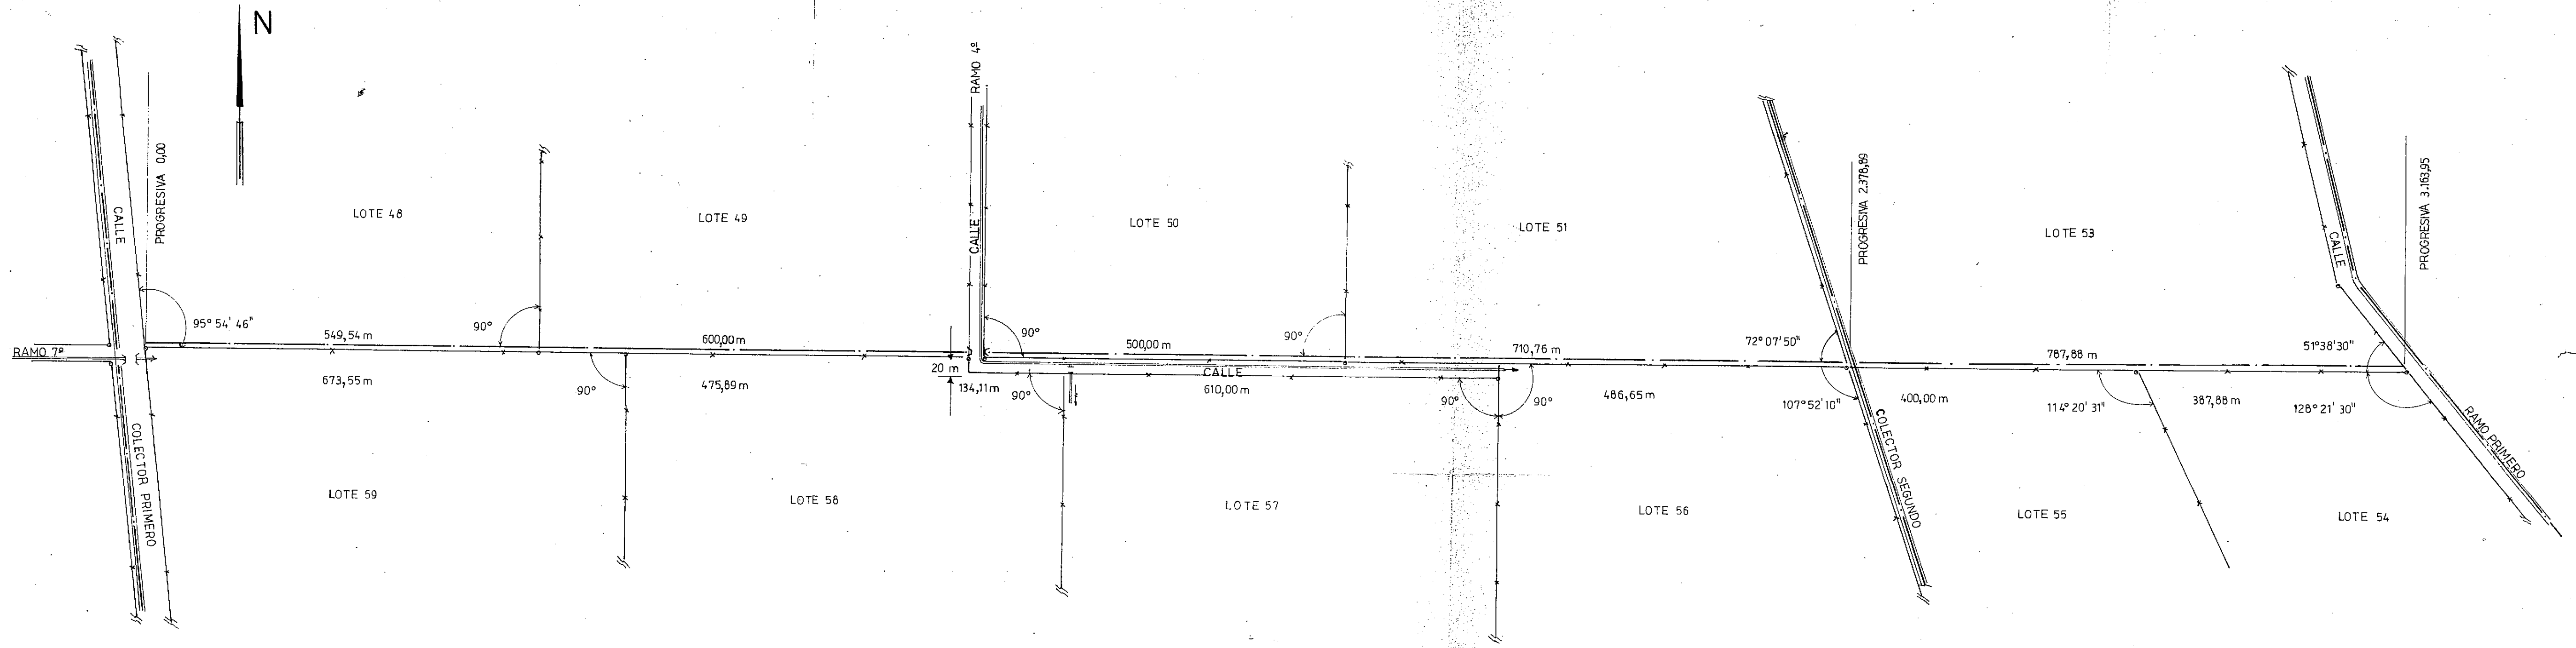 N
RAMO 4º
CALLE
PROGRESIVA 0,00
LOTE 48
LOTE 49
CALLE
LOTE 50
LOTE 51
PROGRESIVA 2.378,89
LOTE 53
CALLE
PROGRESIVA 3.163,95
95° 54' 46"
90°
90°
90°
RAMO 7º
549,54 m
600,00 m
500,00 m
710,76 m
72° 07' 50"
787,88 m
51° 38' 30"
20 m
CALLE
673,55 m
90°
475,89 m
134,11 m
90°
610,00 m
90°
90°
486,65 m
107° 52' 10"
400,00 m
114° 20' 31"
387,88 m
128° 21' 30"
COLECTOR PRIMERO
COLECTOR SEGUNDO
RAMO PRIMERO
LOTE 59
LOTE 58
LOTE 57
LOTE 56
LOTE 55
LOTE 54